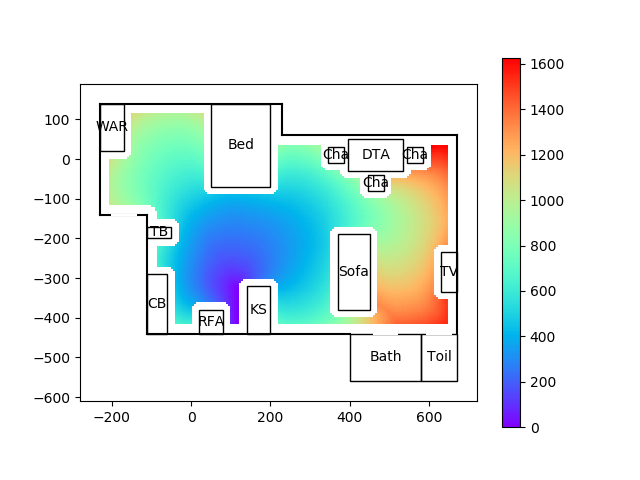 1600
1400
1200
1000
800
600
400
200
0
100
0
−100
−200
−300
−400
−500
−600
−200
0
200
400
600
WAR
Bed
Cha
DTA
Cha
Cha
TB
Sofa
TV
CB
RFA
KS
Bath
Toil